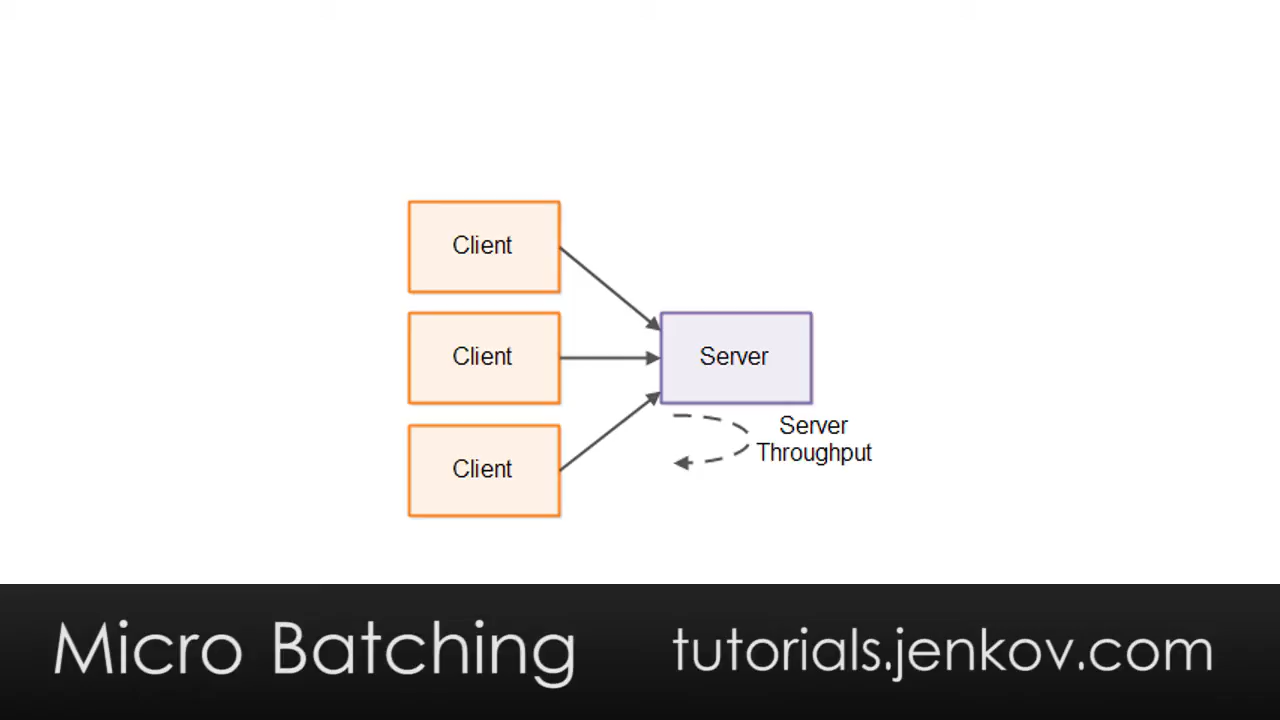 Client
Client
Server
Client
Server
Throughput
Micro Batching
tutorials.jenkov.com